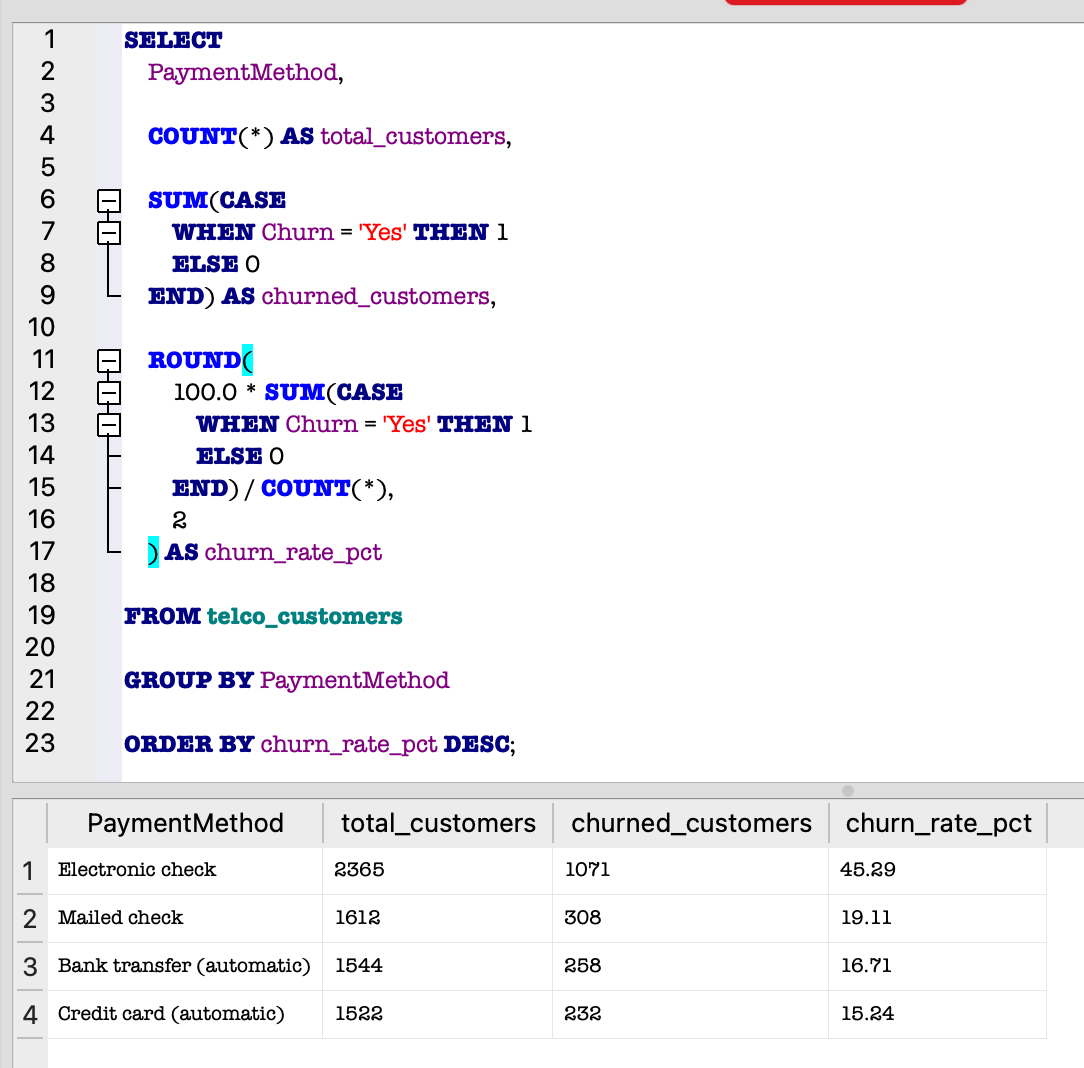 1 SELECT
2 PaymentMethod,
3
4 COUNT(*) AS total_customers,
5
6 SUM(CASE
7 WHEN Churn = 'Yes' THEN 1
8 ELSE 0
9 END) AS churned_customers,
10
11 ROUND(
12 100.0 * SUM(CASE
13 WHEN Churn = 'Yes' THEN 1
14 ELSE 0
15 END) / COUNT(*),
16 2
17 ) AS churn_rate_pct
18
19 FROM telco_customers
20
21 GROUP BY PaymentMethod
22
23 ORDER BY churn_rate_pct DESC;
PaymentMethod total_customers churned_customers churn_rate_pct
1 Electronic check 2365 1071 45.29
2 Mailed check 1612 308 19.11
3 Bank transfer (automatic) 1544 258 16.71
4 Credit card (automatic) 1522 232 15.24